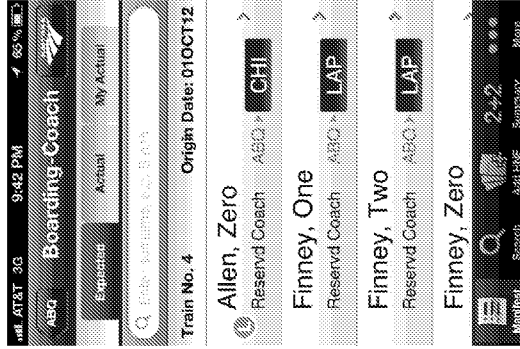 AT&T 3G 9:42 PM 65%
ABQ Boarding-Coach
Expected Actual My Actual
Train No. 4 Origin Date: 01OCT12
Allen, Zero
Reservd Coach ABQ » CHI
Finney, One
Reservd Coach ABQ » LAP
Finney, Two
Reservd Coach ABQ » LAP
Finney, Zero
2+2
Manifest Search Summary More